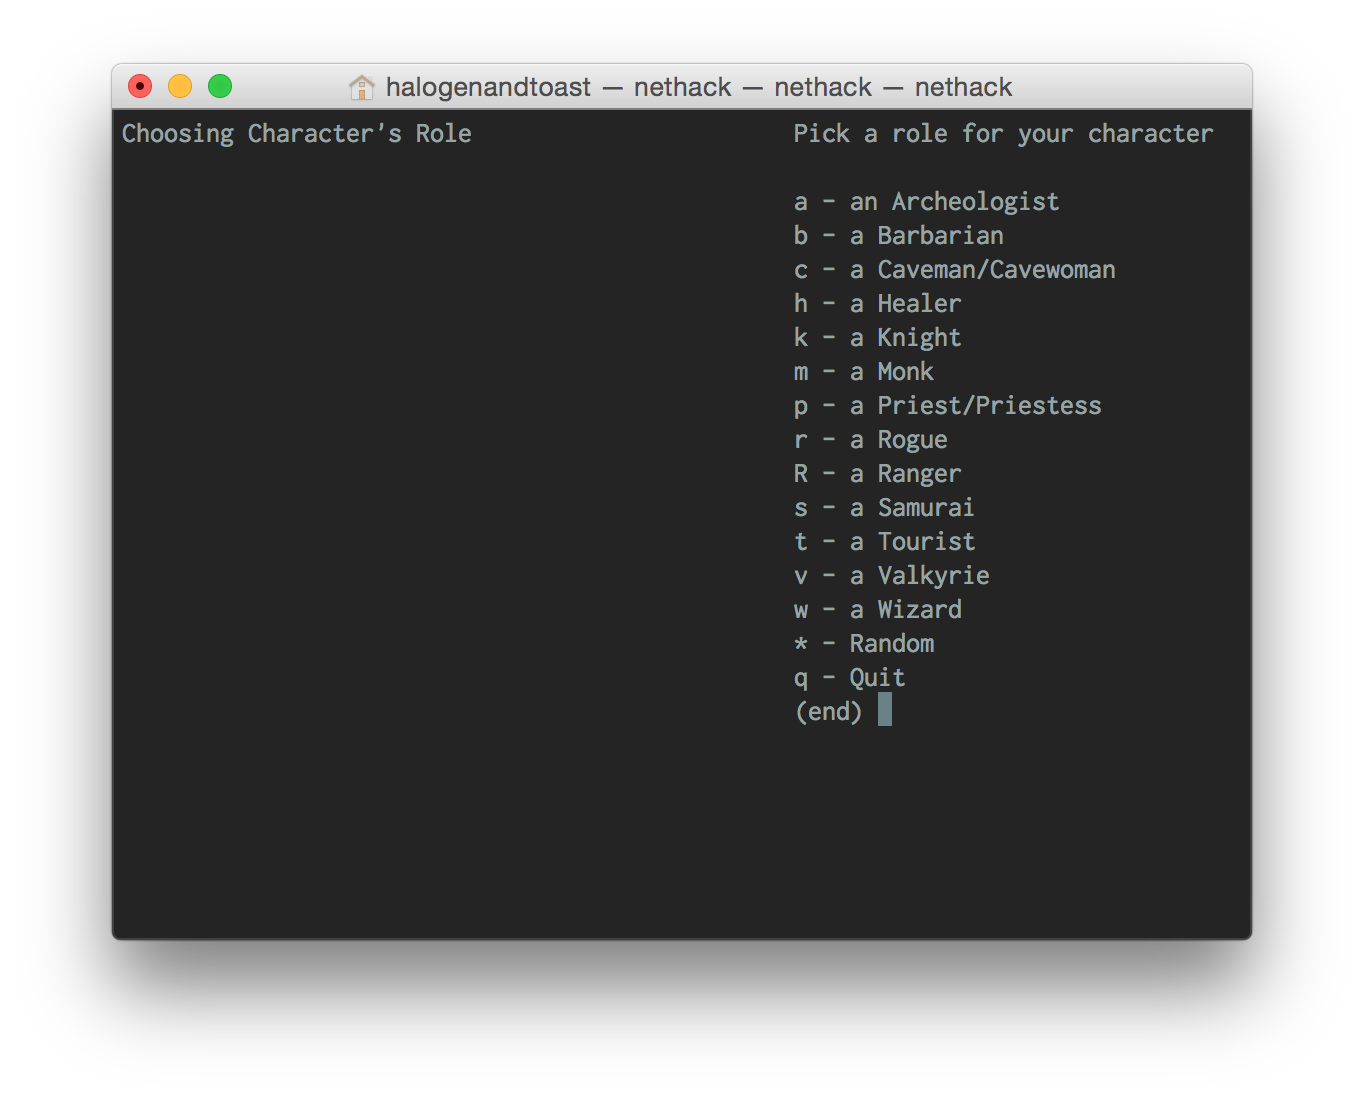 halogenandtoast — nethack — nethack — nethack
Choosing Character's Role
Pick a role for your character
a - an Archeologist
b - a Barbarian
c - a Caveman/Cavewoman
h - a Healer
k - a Knight
m - a Monk
p - a Priest/Priestess
r - a Rogue
R - a Ranger
s - a Samurai
t - a Tourist
v - a Valkyrie
w - a Wizard
* - Random
q - Quit
(end)